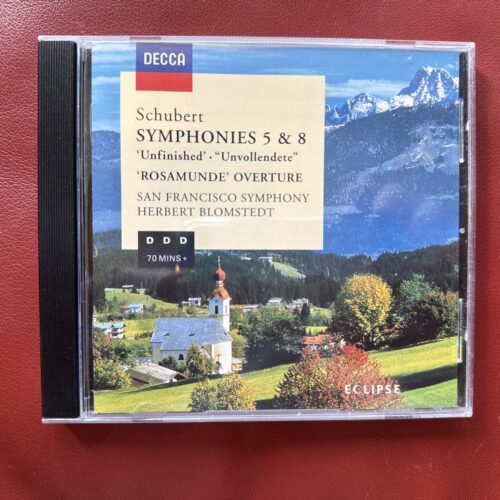 DECCA
Schubert
SYMPHONIES 5 & 8
‘Unfinished’ · “Unvollendete”
‘ROSAMUNDE’ OVERTURE
SAN FRANCISCO SYMPHONY
HERBERT BLOMSTEDT
D D D
70 MINS +
ECLIPSE